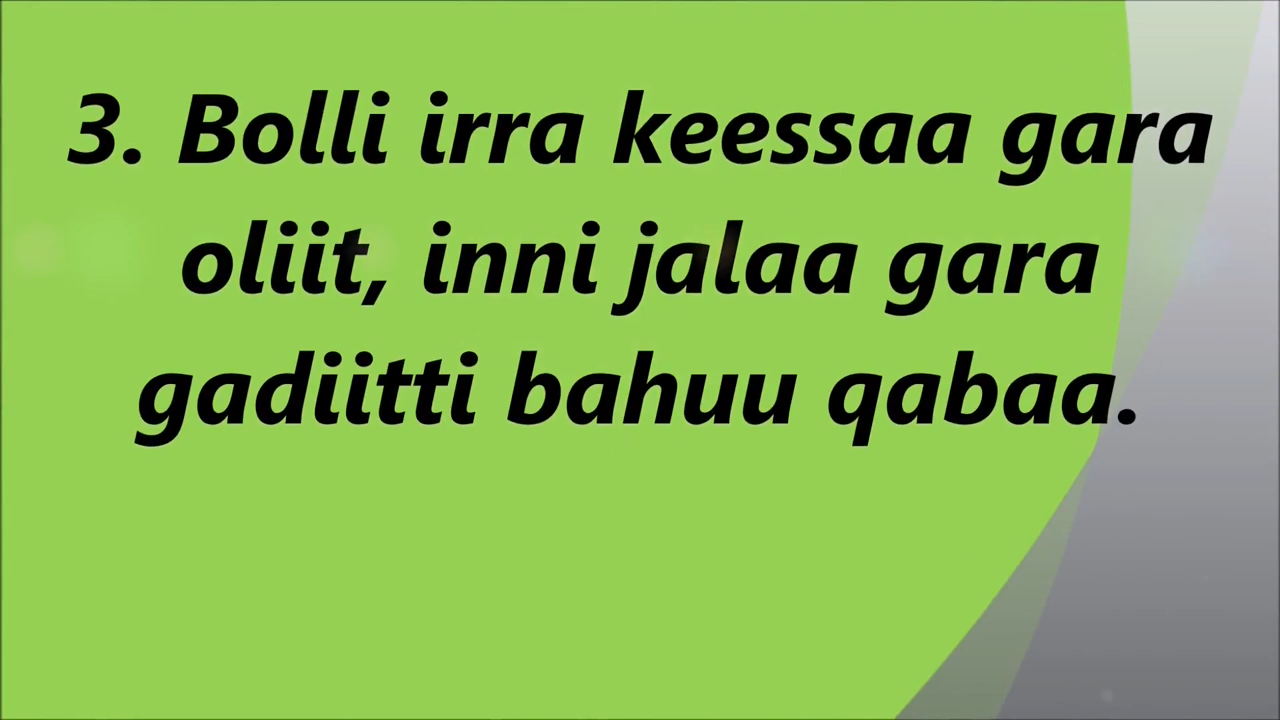 3. Bolli irra keessaa gara
oliit, inni jalaa gara
gadiitti bahuu qabaa.